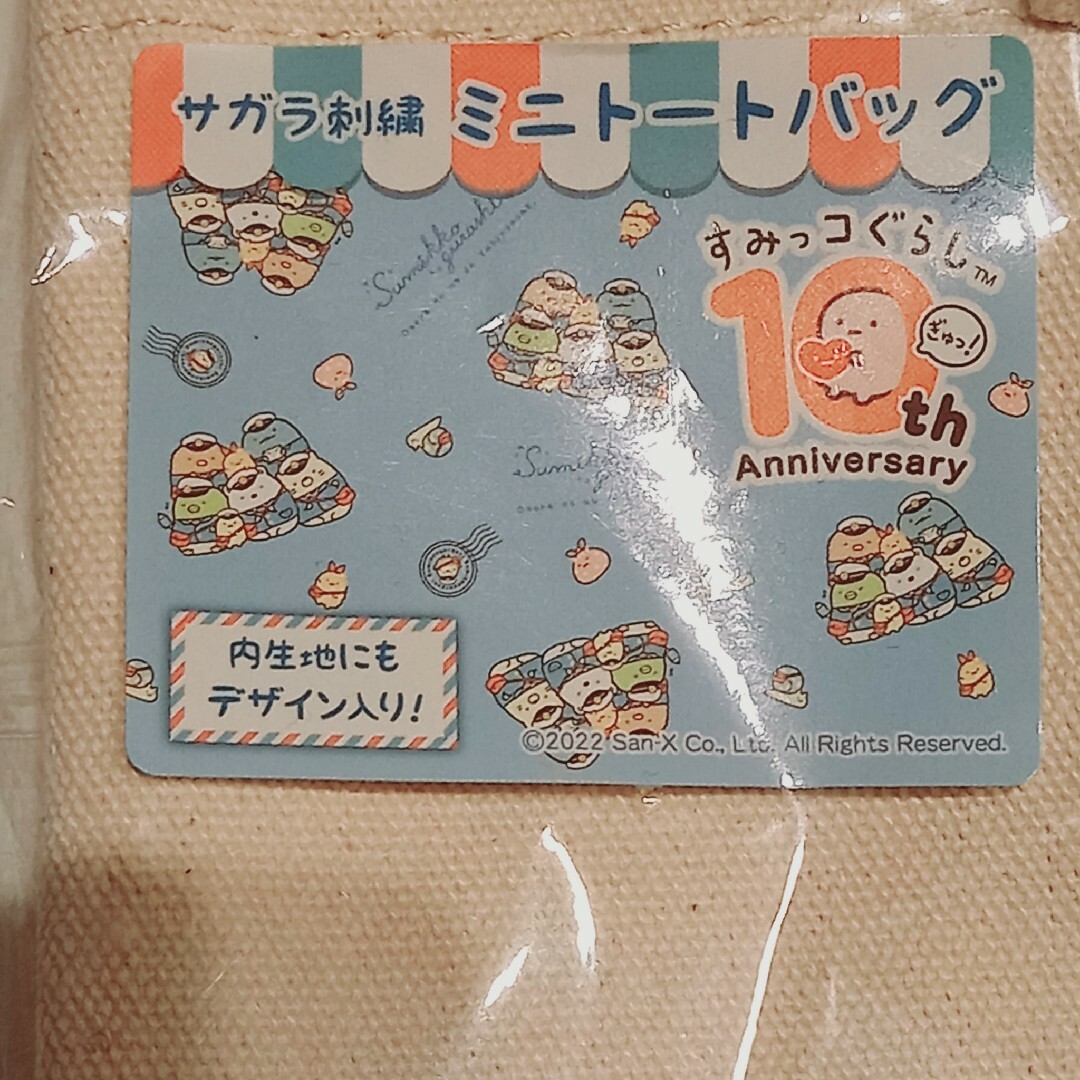 サガラ刺繍 ミニトートバッグ
すみっコぐらし™
10th
ぎゅっ!
Anniversary
Sumikko
gurashi
内生地にも
デザイン入り!
©2022 San-X Co., Ltd. All Rights Reserved.